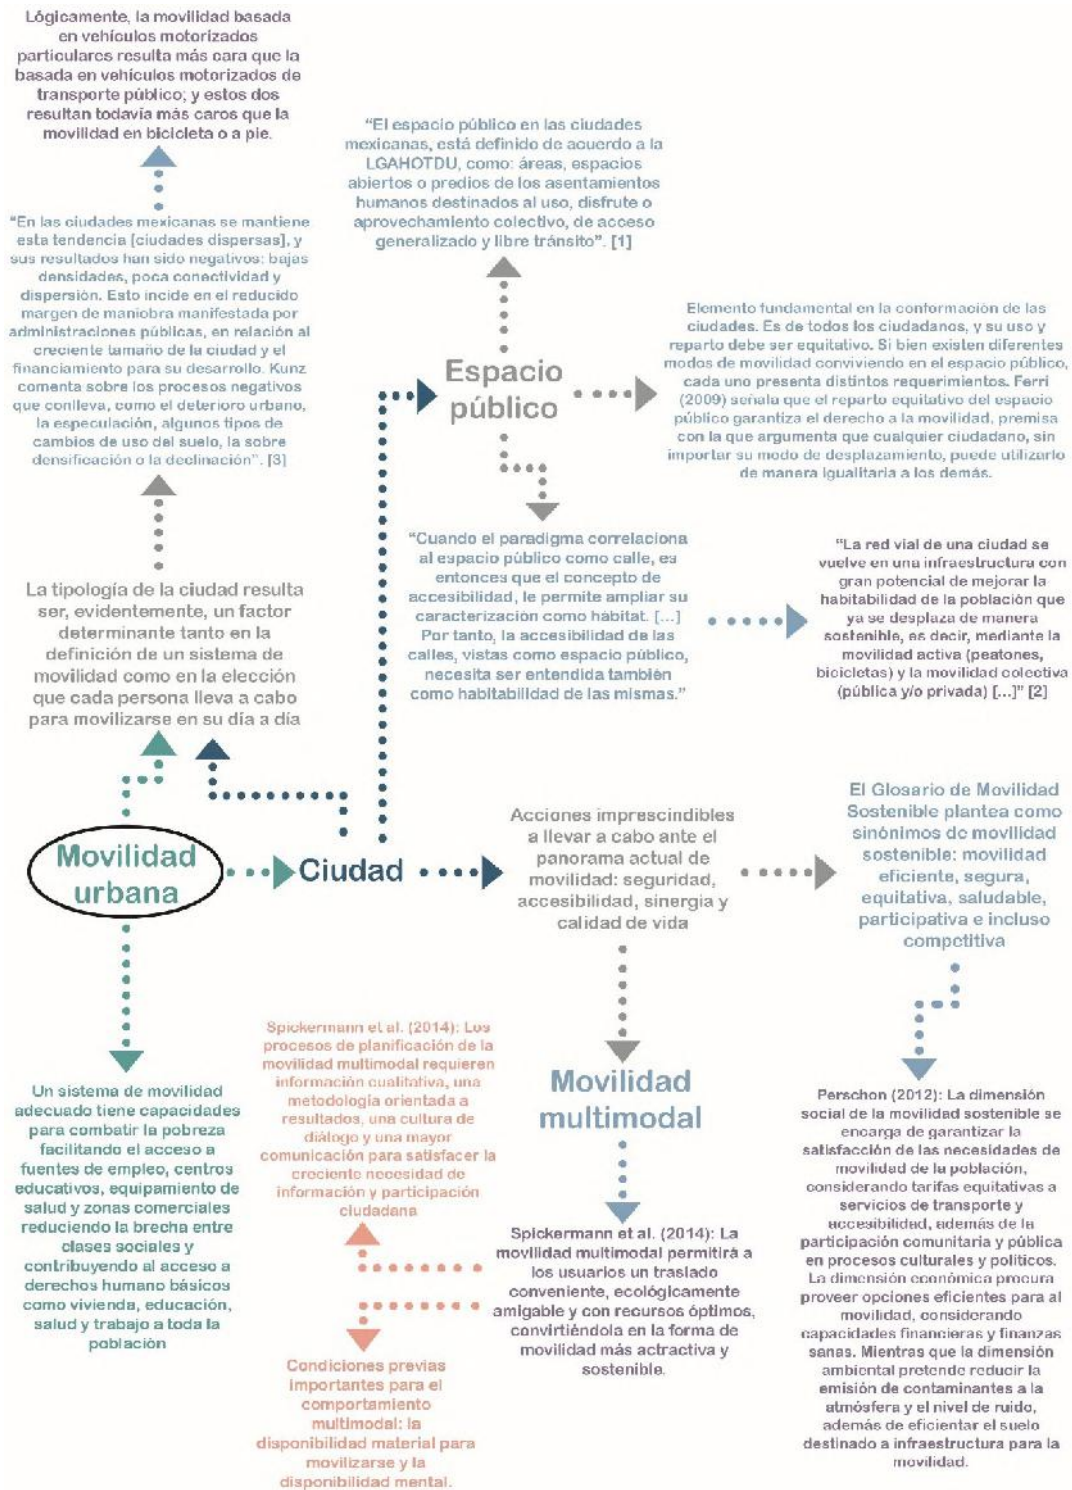 Lógicamente, la movilidad basada
en vehículos motorizados
particulares resulta más cara que la
basada en vehículos motorizados de
transporte público; y estos dos
resultan todavía más caros que la
movilidad en bicicleta o a pie.
“El espacio público en las ciudades
mexicanas, está definido de acuerdo a la
LGAHOTDU, como: áreas, espacios
abiertos o predios de los asentamientos
humanos destinados al uso, disfrute o
aprovechamiento colectivo, de acceso
generalizado y libre tránsito”. [1]
“En las ciudades mexicanas se mantiene
esta tendencia [ciudades dispersas], y
sus resultados han sido negativos: bajas
densidades, poca conectividad y
dispersión. Esto incide en el reducido
margen de maniobra manifestada por
administraciones públicas, en relación al
creciente tamaño de la ciudad y el
financiamiento para su desarrollo. Kunz
comenta sobre los procesos negativos
que conlleva, como el deterioro urbano,
la especulación, algunos tipos de
cambios de uso del suelo, la sobre
densificación o la declinación”. [3]
Espacio
público
Elemento fundamental en la conformación de las
ciudades. Es de todos los ciudadanos, y su uso y
reparto debe ser equitativo. Si bien existen diferentes
modos de movilidad conviviendo en el espacio público,
cada uno presenta distintos requerimientos. Ferri
(2009) señala que el reparto equitativo del espacio
público garantiza el derecho a la movilidad, premisa
con la que argumenta que cualquier ciudadano, sin
importar su modo de desplazamiento, puede utilizarlo
de manera igualitaria a los demás.
“Cuando el paradigma correlaciona
al espacio público como calle, es
entonces que el concepto de
accesibilidad, le permite ampliar su
caracterización como hábitat. [...]
Por tanto, la accesibilidad de las
calles, vistas como espacio público,
necesita ser entendida también
como habitabilidad de las mismas.”
“La red vial de una ciudad se
vuelve en una infraestructura con
gran potencial de mejorar la
habitabilidad de la población que
ya se desplaza de manera
sostenible, es decir, mediante la
movilidad activa (peatones,
bicicletas) y la movilidad colectiva
(pública y/o privada) [...]” [2]
La tipología de la ciudad resulta
ser, evidentemente, un factor
determinante tanto en la
definición de un sistema de
movilidad como en la elección
que cada persona lleva a cabo
para movilizarse en su día a día
Movilidad
urbana
Ciudad
Acciones imprescindibles
a llevar a cabo ante el
panorama actual de
movilidad: seguridad,
accesibilidad, sinergia y
calidad de vida
El Glosario de Movilidad
Sostenible plantea como
sinónimos de movilidad
sostenible: movilidad
eficiente, segura,
equitativa, saludable,
participativa e incluso
competitiva
Un sistema de movilidad
adecuado tiene capacidades
para combatir la pobreza
facilitando el acceso a
fuentes de empleo, centros
educativos, equipamiento de
salud y zonas comerciales
reduciendo la brecha entre
clases sociales y
contribuyendo al acceso a
derechos humano básicos
como vivienda, educación,
salud y trabajo a toda la
población
Spickermann et al. (2014): Los
procesos de planificación de la
movilidad multimodal requieren
información cualitativa, una
metodología orientada a
resultados, una cultura de
diálogo y una mayor
comunicación para satisfacer la
creciente necesidad de
información y participación
ciudadana
Movilidad
multimodal
Spickermann et al. (2014): La
movilidad multimodal permitirá a
los usuarios un traslado
conveniente, ecológicamente
amigable y con recursos óptimos,
convirtiéndola en la forma de
movilidad más actractiva y
sostenible.
Condiciones previas
importantes para el
comportamiento
multimodal: la
disponibilidad material para
movilizarse y la
disponibilidad mental.
Perschon (2012): La dimensión
social de la movilidad sostenible se
encarga de garantizar la
satisfacción de las necesidades de
movilidad de la población,
considerando tarifas equitativas a
servicios de transporte y
accesibilidad, además de la
participación comunitaria y pública
en procesos culturales y políticos.
La dimensión económica procura
proveer opciones eficientes para al
movilidad, considerando
capacidades financieras y finanzas
sanas. Mientras que la dimensión
ambiental pretende reducir la
emisión de contaminantes a la
atmósfera y el nivel de ruido,
además de eficientar el suelo
destinado a infraestructura para la
movilidad.